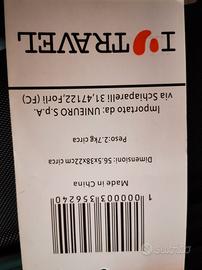 I TRAVEL
1 000003 356240
Made in China
Dimensioni: 56.5x38x22cm circa
Peso:2.7kg circa
Importato da: UNIEURO S.p.A.
via Schiaparelli 31,47122,Forlì (FC)